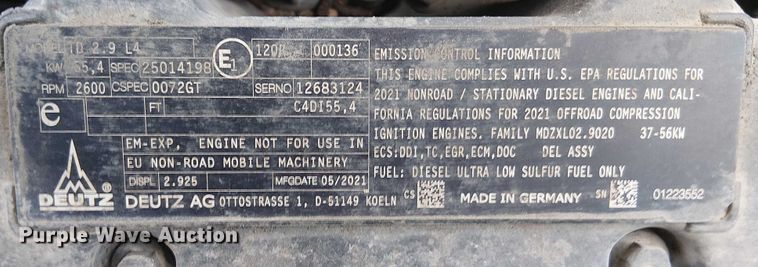 MODEL TD 2.9 L4 E1 120R 000136
KW 55,4 SPEC 25014198
RPM 2600 CSPEC 0072GT SERNO 12683124
e FT C4DI55,4
EM-EXP, ENGINE NOT FOR USE IN
EU NON-ROAD MOBILE MACHINERY
DISPL 2.925 MFGDATE 05/2021
DEUTZ ®
DEUTZ AG OTTOSTRASSE 1, D-51149 KOELN
EMISSION CONTROL INFORMATION
THIS ENGINE COMPLIES WITH U.S. EPA REGULATIONS FOR
2021 NONROAD / STATIONARY DIESEL ENGINES AND CALI-
FORNIA REGULATIONS FOR 2021 OFFROAD COMPRESSION
IGNITION ENGINES. FAMILY MDZXL02.9020 37-56KW
ECS:DDI,TC,EGR,ECM,DOC DEL ASSY
FUEL: DIESEL ULTRA LOW SULFUR FUEL ONLY
CS MADE IN GERMANY SN 01223552
Purple Wave Auction